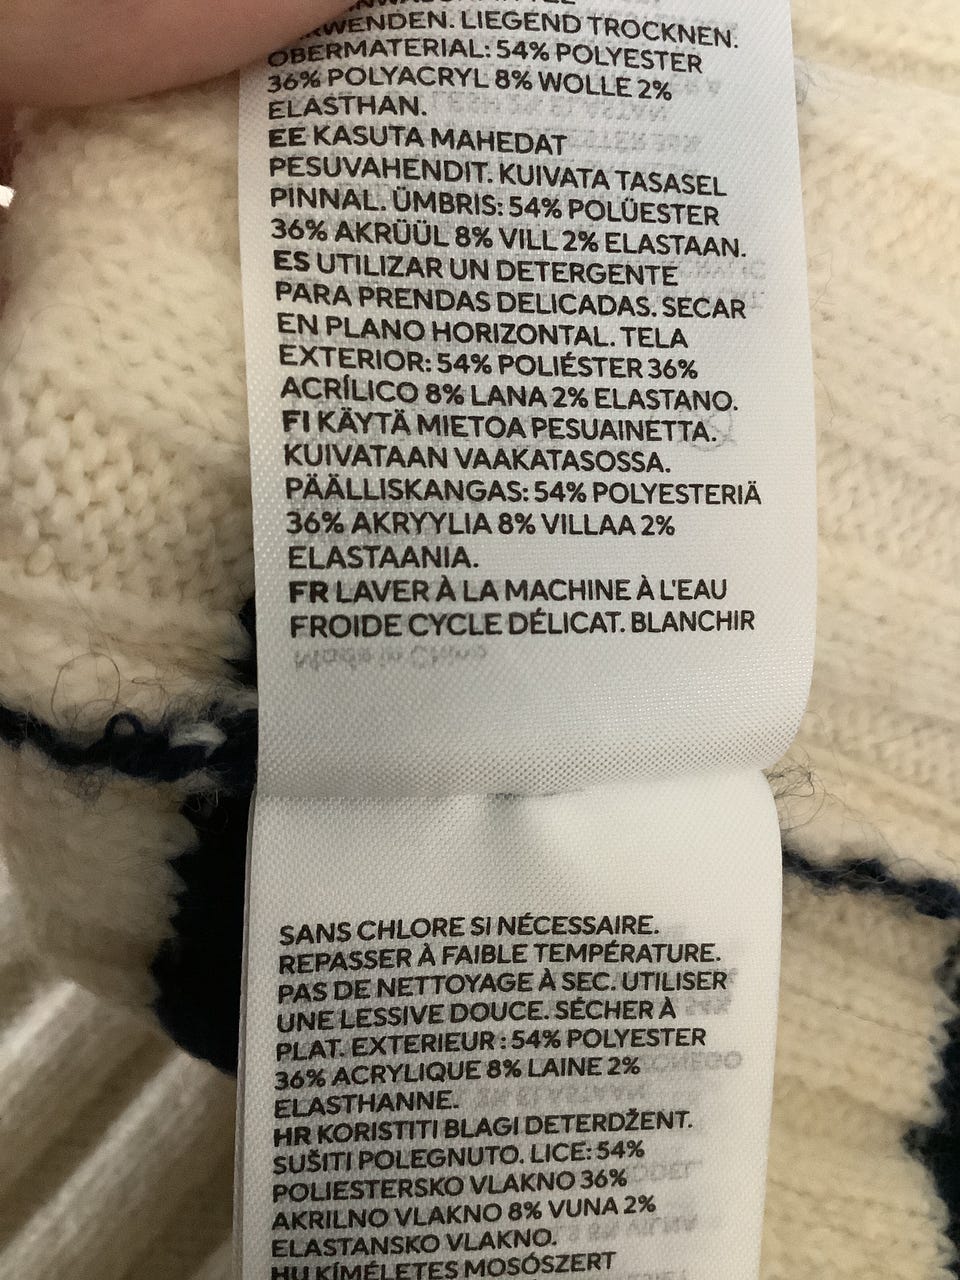 VERWENDEN. LIEGEND TROCKNEN.
OBERMATERIAL: 54% POLYESTER
36% POLYACRYL 8% WOLLE 2%
ELASTHAN.
EE KASUTA MAHEDAT
PESUVAHENDIT. KUIVATA TASASEL
PINNAL. ÜMBRIS: 54% POLÜESTER
36% AKRÜÜL 8% VILL 2% ELASTAAN.
ES UTILIZAR UN DETERGENTE
PARA PRENDAS DELICADAS. SECAR
EN PLANO HORIZONTAL. TELA
EXTERIOR: 54% POLIÉSTER 36%
ACRÍLICO 8% LANA 2% ELASTANO.
FI KÄYTÄ MIETOA PESUAINETTA.
KUIVATAAN VAAKATASOSSA.
PÄÄLLISKANGAS: 54% POLYESTERIÄ
36% AKRYYLIA 8% VILLAA 2%
ELASTAANIA.
FR LAVER À LA MACHINE À L'EAU
FROIDE CYCLE DÉLICAT. BLANCHIR
Made in China
SANS CHLORE SI NÉCESSAIRE.
REPASSER À FAIBLE TEMPÉRATURE.
PAS DE NETTOYAGE À SEC. UTILISER
UNE LESSIVE DOUCE. SÉCHER À
PLAT. EXTERIEUR : 54% POLYESTER
36% ACRYLIQUE 8% LAINE 2%
ELASTHANNE.
HR KORISTITI BLAGI DETERDŽENT.
SUŠITI POLEGNUTO. LICE: 54%
POLIESTERSKO VLAKNO 36%
AKRILNO VLAKNO 8% VUNA 2%
ELASTANSKO VLAKNO.
HU KÍMÉLETES MOSÓSZERT